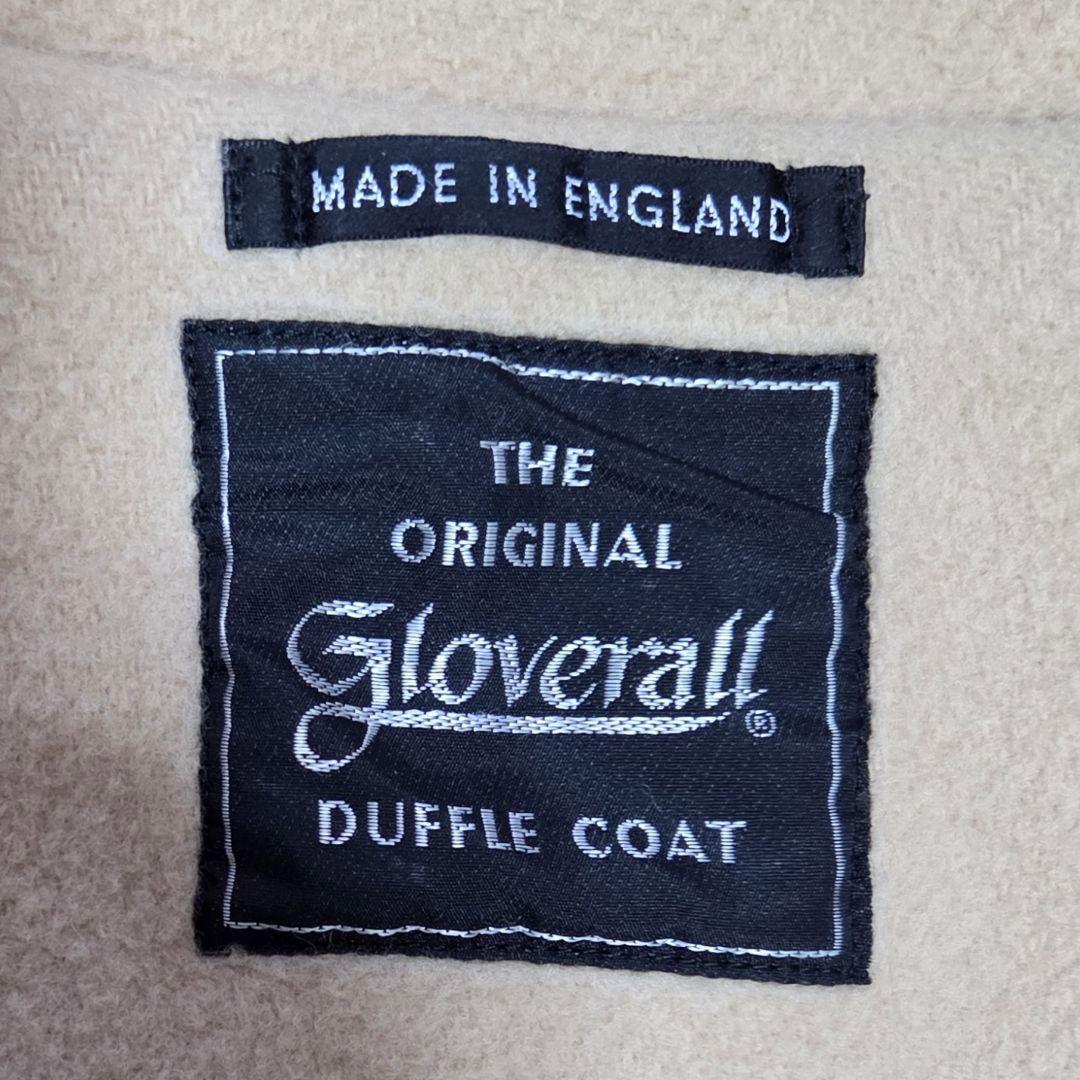 MADE IN ENGLAND
THE
ORIGINAL
Gloverall®
DUFFLE COAT